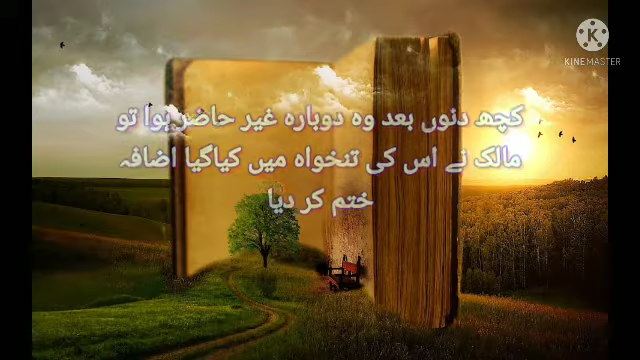 KINEMASTER
کچھ دنوں بعد وہ دوبارہ غیر حاضر ہوا تو
مالک نے اس کی تنخواہ میں کیاگیا اضافہ
ختم کر دیا